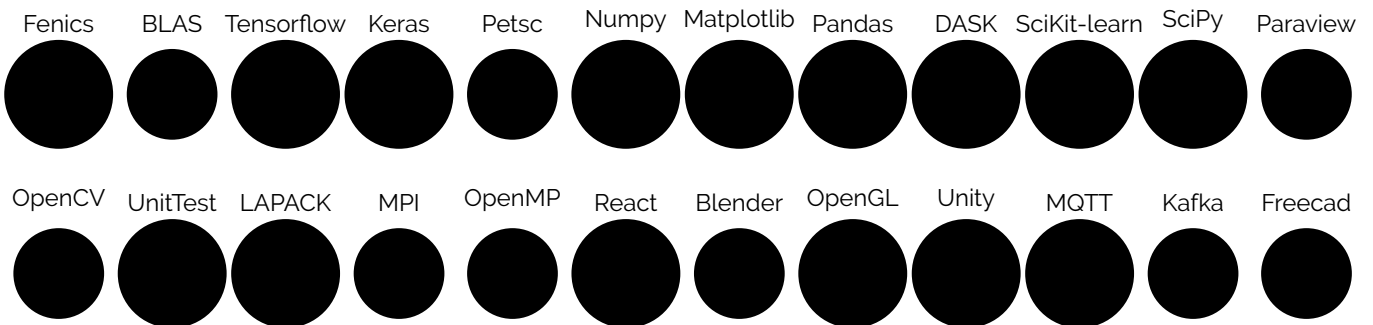 Fenics BLAS Tensorflow Keras Petsc Numpy Matplotlib Pandas DASK SciKit-learn SciPy Paraview
OpenCV UnitTest LAPACK MPI OpenMP React Blender OpenGL Unity MQTT Kafka Freecad